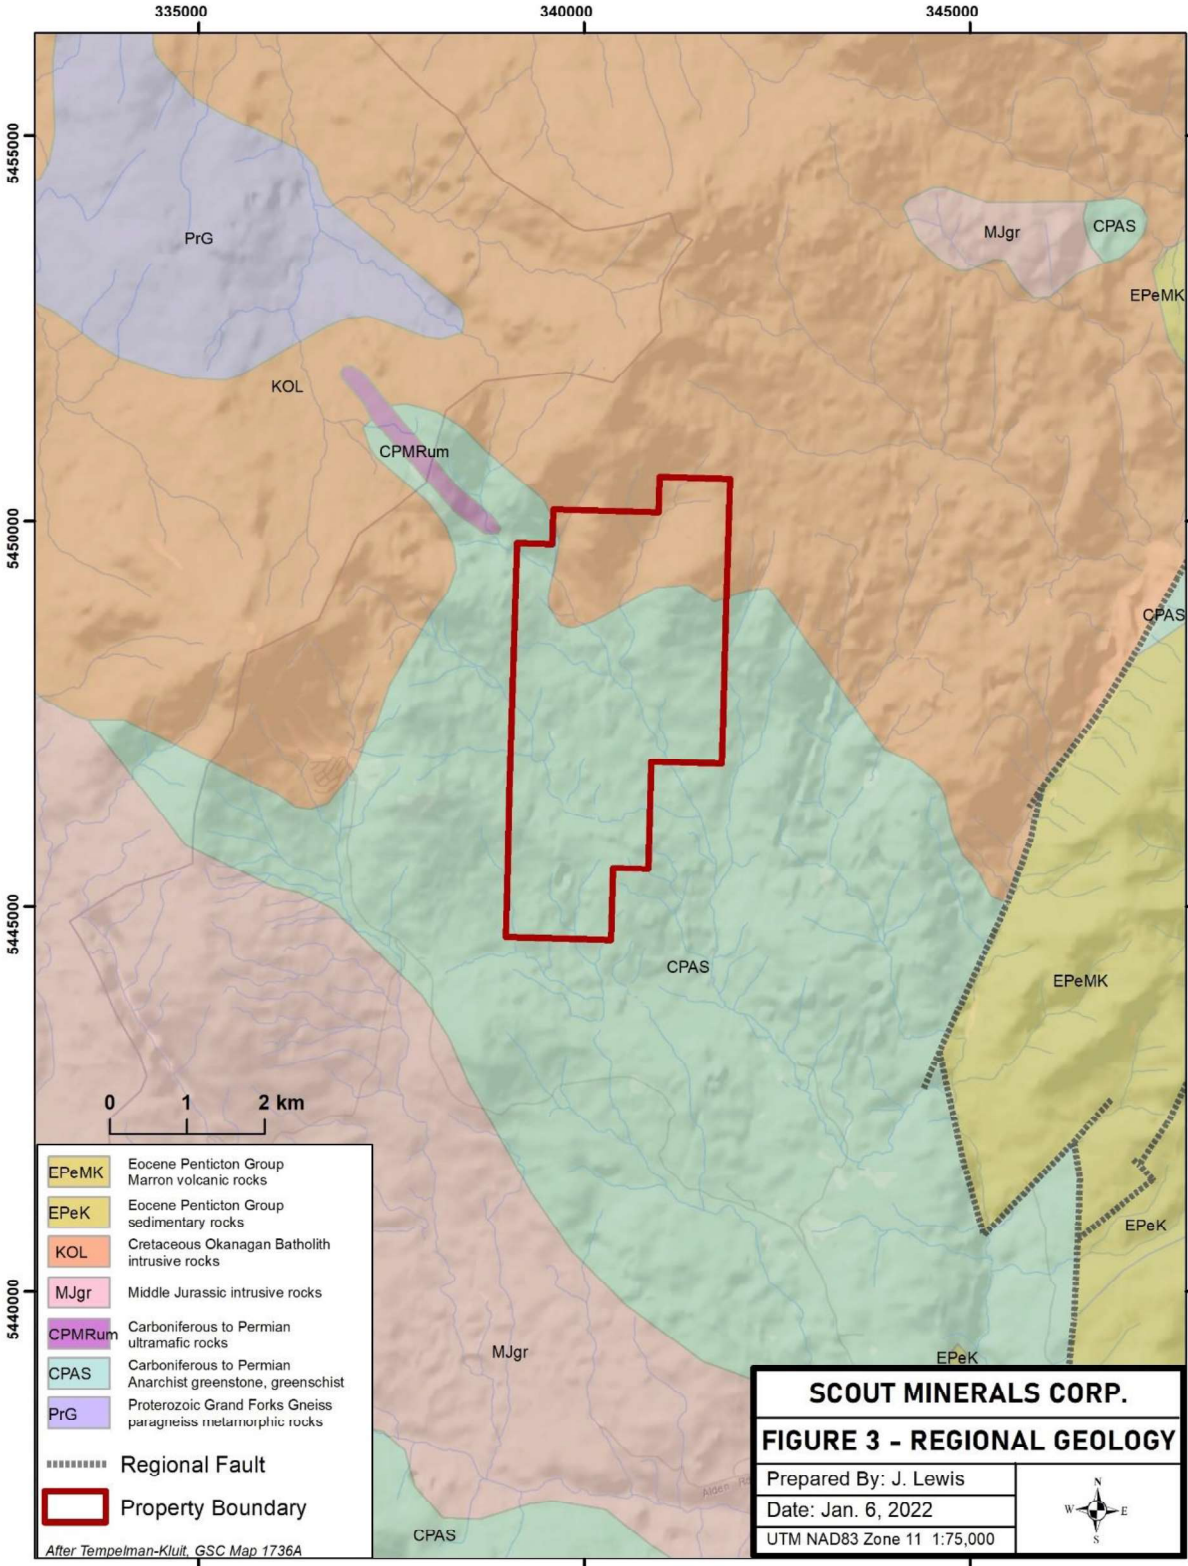 335000
340000
345000
5455000
PrG
MJgr
CPAS
EPeMK
KOL
CPMRum
5450000
CPAS
5445000
CPAS
EPeMK
0 1 2 km
EPeMK Eocene Penticton Group
Marron volcanic rocks
EPeK Eocene Penticton Group
sedimentary rocks
KOL Cretaceous Okanagan Batholith
intrusive rocks
MJgr Middle Jurassic intrusive rocks
CPMRum Carboniferous to Permian
ultramafic rocks
CPAS Carboniferous to Permian
Anarchist greenstone, greenschist
PrG Proterozoic Grand Forks Gneiss
paragneiss metamorphic rocks
Regional Fault
Property Boundary
After Tempelman-Kluit, GSC Map 1736A
5440000
EPeK
MJgr
EPeK
Alden
CPAS
SCOUT MINERALS CORP.
FIGURE 3 - REGIONAL GEOLOGY
Prepared By: J. Lewis
Date: Jan. 6, 2022
UTM NAD83 Zone 11 1:75,000
N
W E
S